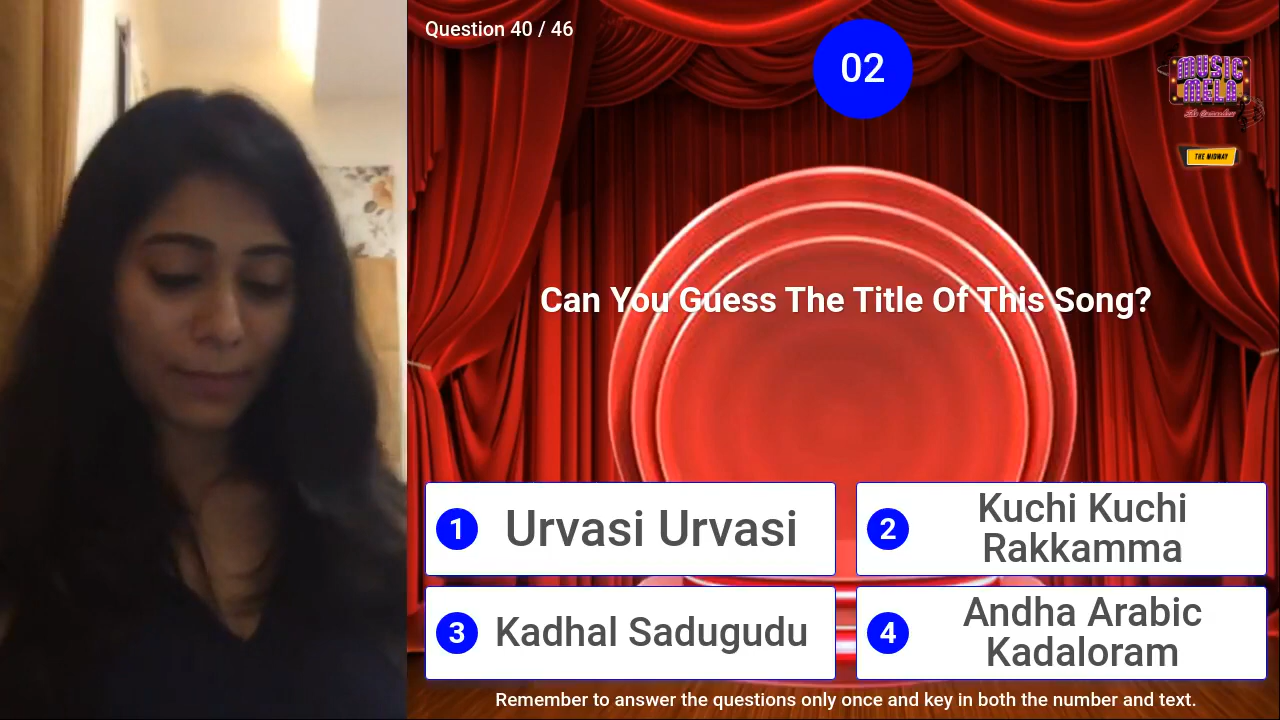 Question 40 / 46
02
MUSIC
MELA
THE MIDWAY
Can You Guess The Title Of This Song?
1 Urvasi Urvasi
2 Kuchi Kuchi
Rakkamma
3 Kadhal Sadugudu
4 Andha Arabic
Kadaloram
Remember to answer the questions only once and key in both the number and text.